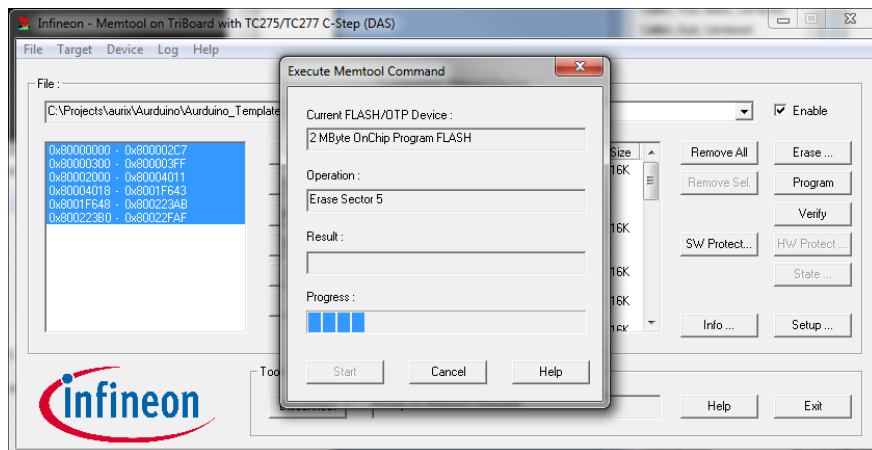 Infineon - Memtool on TriBoard with TC275/TC277 C-Step (DAS)
File Target Device Log Help
File :
C:\Projects\aurix\Aurduino\Aurduino_Template
Enable
0x80000000 - 0x800002C7
0x80000300 - 0x800003FF
0x80002000 - 0x80004011
0x80004018 - 0x8001F643
0x8001F648 - 0x800223AB
0x800223B0 - 0x80022FAF
Execute Memtool Command
Current FLASH/OTP Device :
2 MByte OnChip Program FLASH
Operation :
Erase Sector 5
Result :
Progress :
Start Cancel Help
Size
16K
16K
16K
16K
16K
Remove All Erase ...
Remove Sel. Program
Verify
SW Protect... HW Protect ...
State ...
Info ... Setup ...
infineon
Too
Help Exit